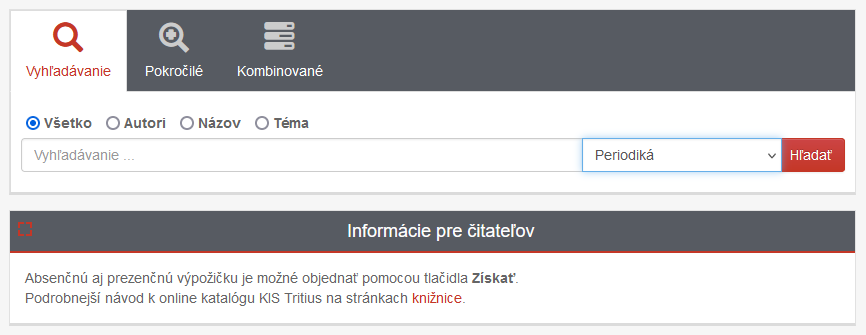 Vyhľadávanie
Pokročilé
Kombinované
Všetko Autori Názov Téma
Vyhľadávanie ... Periodiká Hľadať
Informácie pre čitateľov
Absenčnú aj prezenčnú výpožičku je možné objednať pomocou tlačidla Získať.
Podrobnejší návod k online katalógu KIS Tritius na stránkach knižnice.